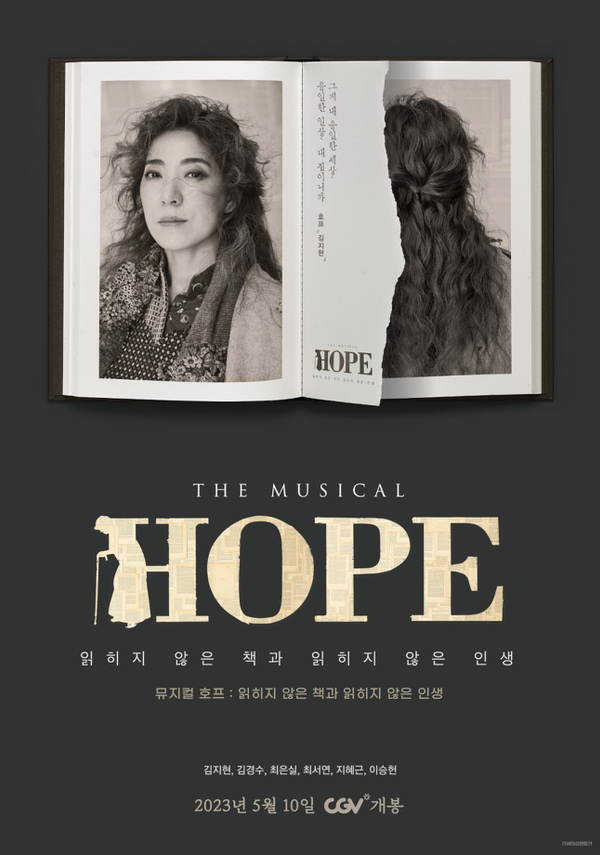 그게 내 유일한 세상
유일한 인생, 내 집이니까
호프『김지현』
THE MUSICAL
HOPE
THE MUSICAL
HOPE
읽히지 않은 책과 읽히지 않은 인생
뮤지컬 호프 : 읽히지 않은 책과 읽히지 않은 인생
김지현, 김경수, 최은실, 최서연, 지혜근, 이승헌
2023년 5월 10일 CGV 개봉